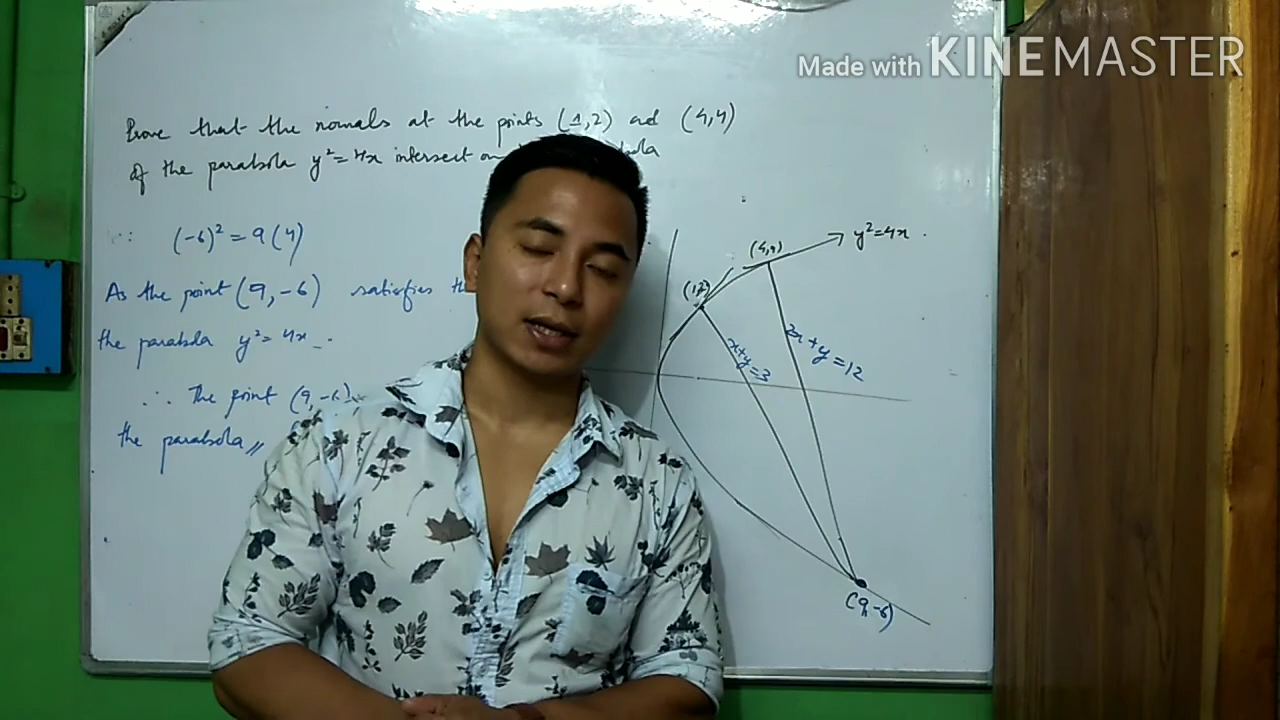 Made with KINEMASTER
Prove that the nomals at the points (1,2) ad (4,4)
of the parabola y²=4x intersect on
∵ (-6)² = 9(4)
As the point (9,-6) satisfies
the parabola y²=4x.
∴ The point (9,-6)
the parabola,,
(4,4)
y²=4x.
(1,2)
x+y=3
2x+y=12
(9,-6)